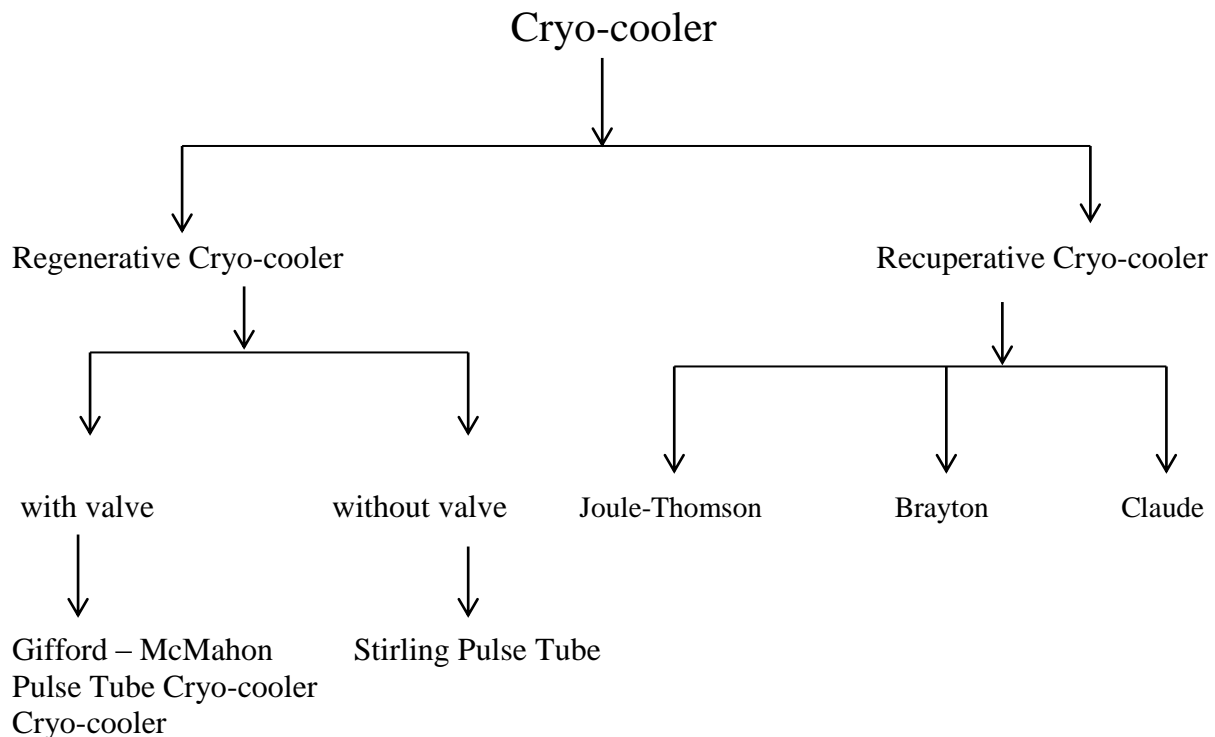 Cryo-cooler
Regenerative Cryo-cooler
Recuperative Cryo-cooler
with valve
without valve
Joule-Thomson
Brayton
Claude
Gifford – McMahon
Pulse Tube Cryo-cooler
Cryo-cooler
Stirling Pulse Tube